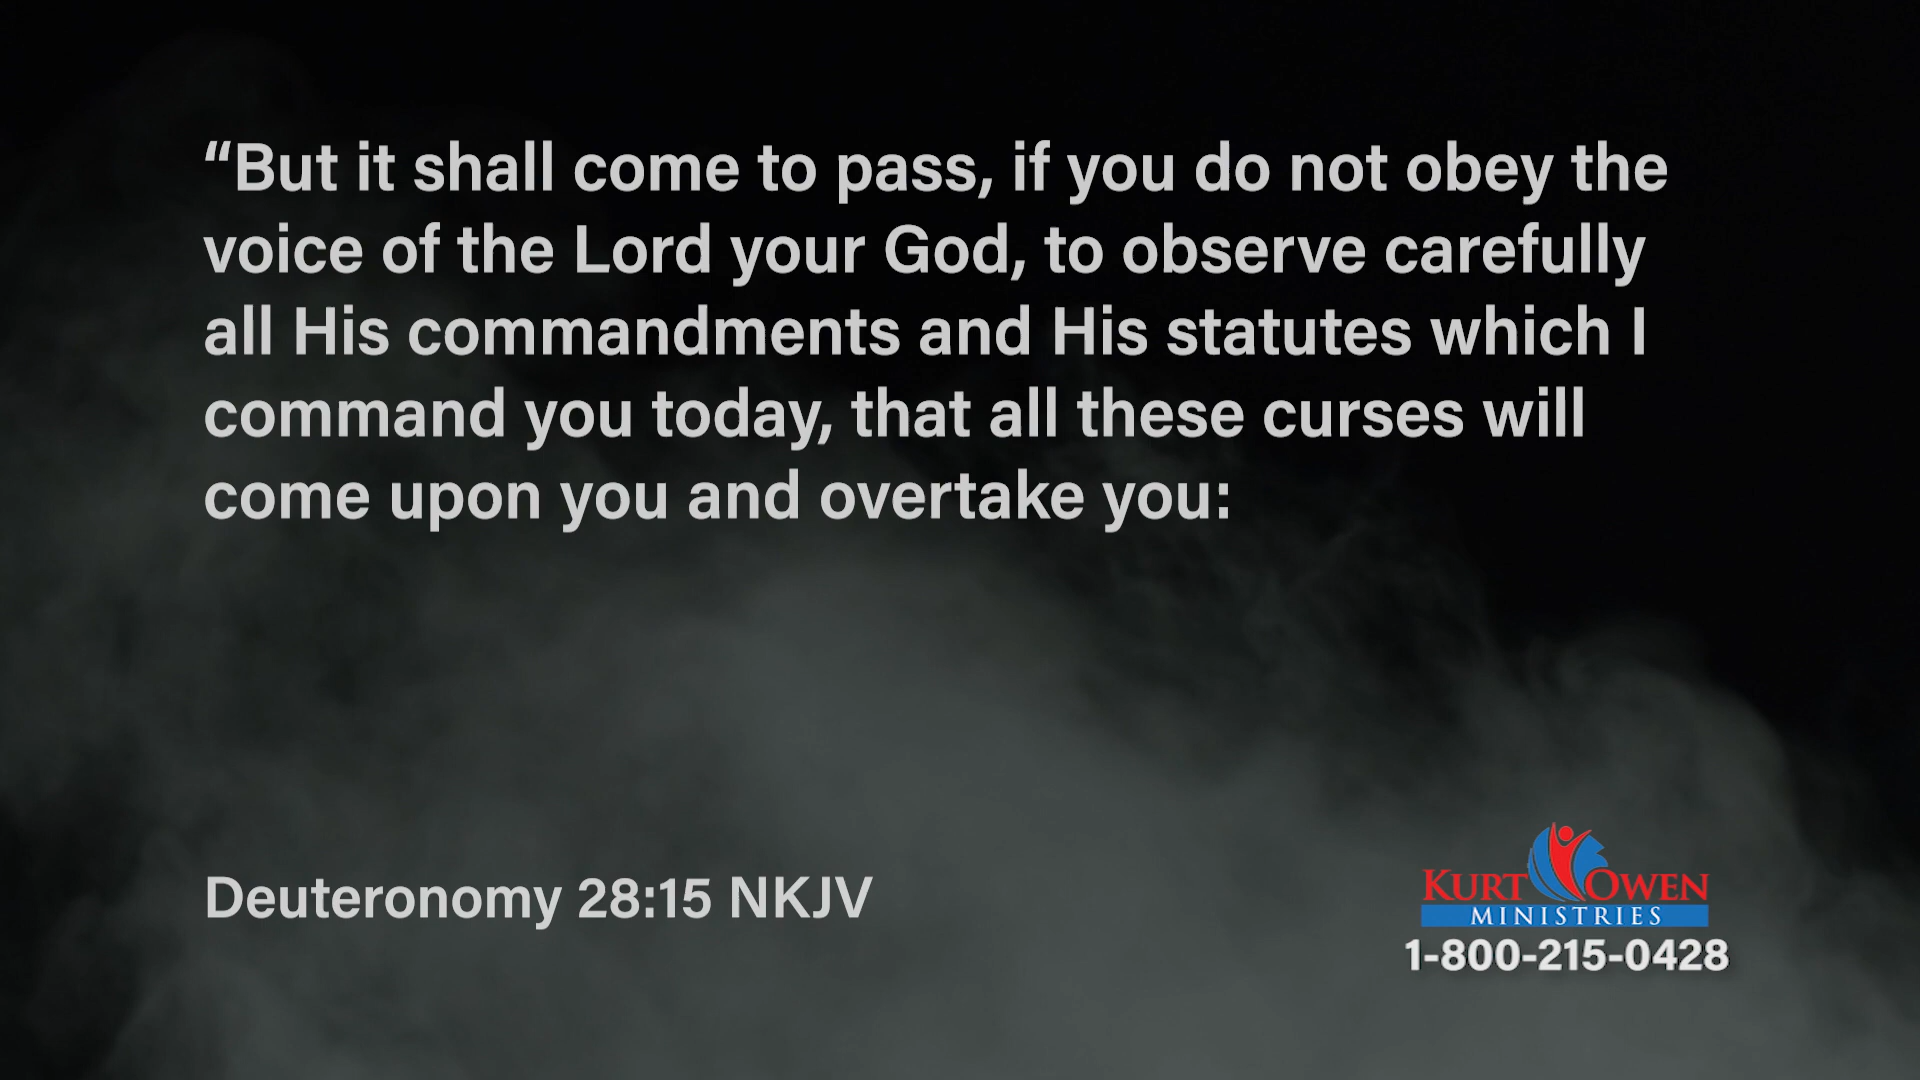 “But it shall come to pass, if you do not obey the
voice of the Lord your God, to observe carefully
all His commandments and His statutes which I
command you today, that all these curses will
come upon you and overtake you:
Deuteronomy 28:15 NKJV
KURT OWEN
MINISTRIES
1-800-215-0428